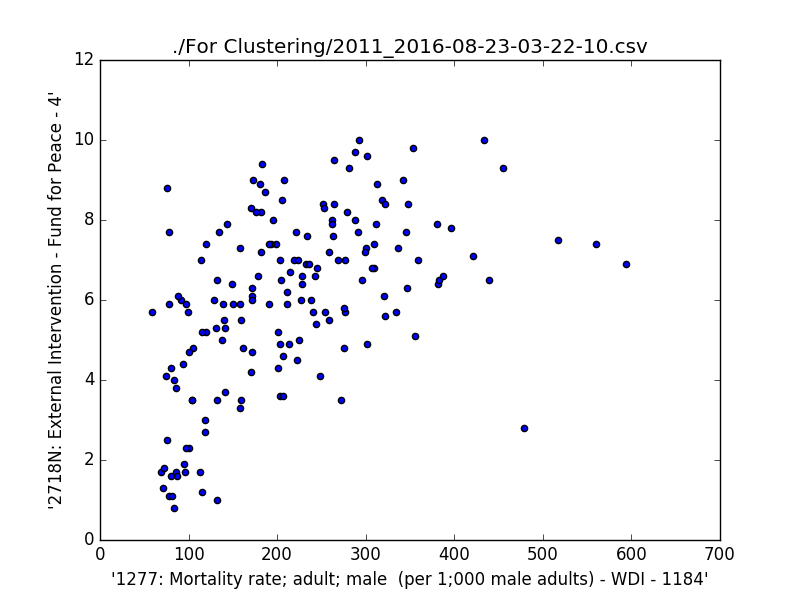 ./For Clustering/2011_2016-08-23-03-22-10.csv
12
10
8
6
4
2
0
'2718N: External Intervention - Fund for Peace - 4'
0 100 200 300 400 500 600 700
'1277: Mortality rate; adult; male  (per 1;000 male adults) - WDI - 1184'